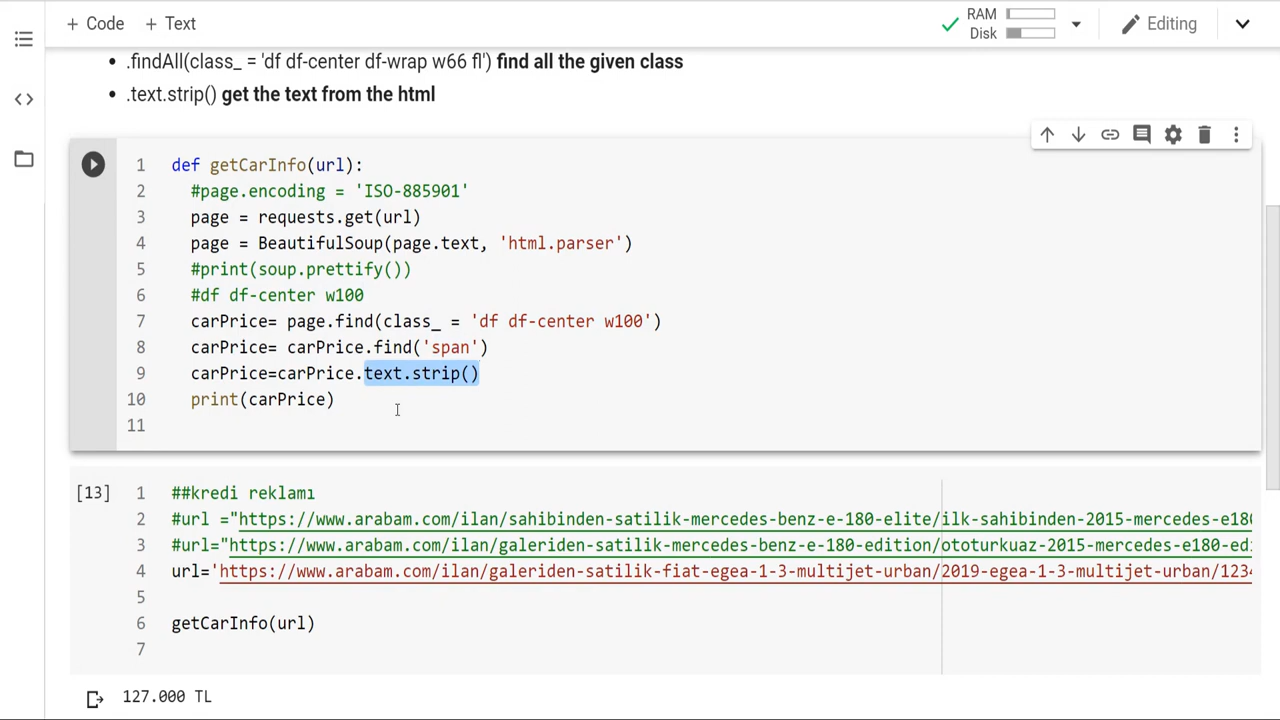 + Code + Text
RAM
Disk
Editing
.findAll(class_ = 'df df-center df-wrap w66 fl') find all the given class
.text.strip() get the text from the html
1 def getCarInfo(url):
2 #page.encoding = 'ISO-885901'
3 page = requests.get(url)
4 page = BeautifulSoup(page.text, 'html.parser')
5 #print(soup.prettify())
6 #df df-center w100
7 carPrice= page.find(class_ = 'df df-center w100')
8 carPrice= carPrice.find('span')
9 carPrice=carPrice.text.strip()
10 print(carPrice)
11
[13] 1 ##kredi reklamı
2 #url ="https://www.arabam.com/ilan/sahibinden-satilik-mercedes-benz-e-180-elite/ilk-sahibinden-2015-mercedes-e180
3 #url="https://www.arabam.com/ilan/galeriden-satilik-mercedes-benz-e-180-edition/ototurkuaz-2015-mercedes-e180-edi
4 url='https://www.arabam.com/ilan/galeriden-satilik-fiat-egea-1-3-multijet-urban/2019-egea-1-3-multijet-urban/1234
5
6 getCarInfo(url)
7
127.000 TL